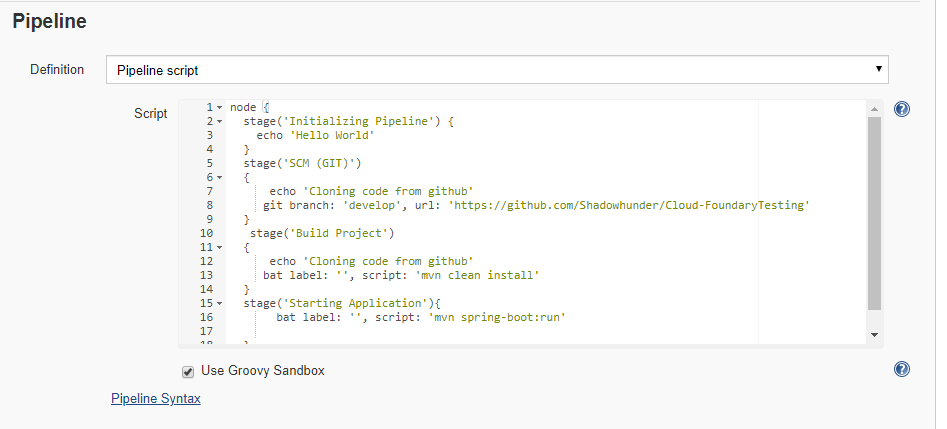 Pipeline
Definition
Pipeline script
Script
1 node {
2 stage('Initializing Pipeline') {
3 echo 'Hello World'
4 }
5 stage('SCM (GIT)')
6 {
7 echo 'Cloning code from github'
8 git branch: 'develop', url: 'https://github.com/Shadowhunder/Cloud-FoundaryTesting'
9 }
10 stage('Build Project')
11 {
12 echo 'Cloning code from github'
13 bat label: '', script: 'mvn clean install'
14 }
15 stage('Starting Application'){
16 bat label: '', script: 'mvn spring-boot:run'
17
Use Groovy Sandbox
Pipeline Syntax